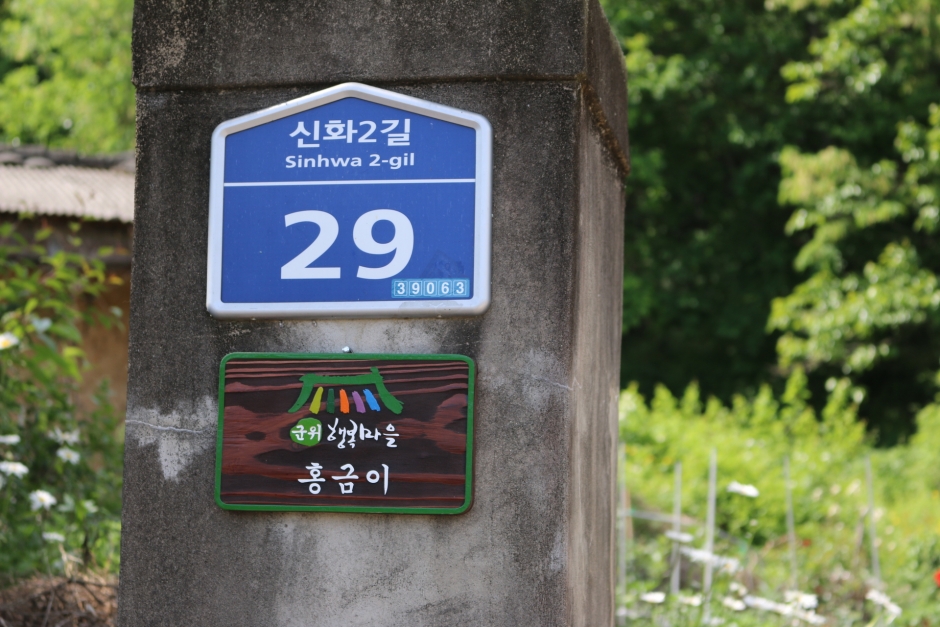 신화2길
Sinhwa 2-gil
29
39063
군위 행복마을
홍금이